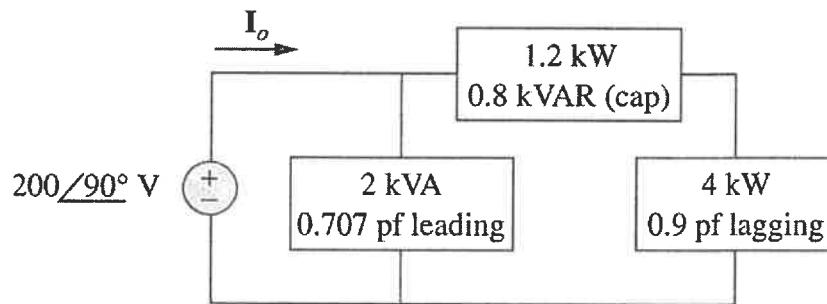 I_o
1.2 kW
0.8 kVAR (cap)
200/90° V
+
−
2 kVA
0.707 pf leading
4 kW
0.9 pf lagging